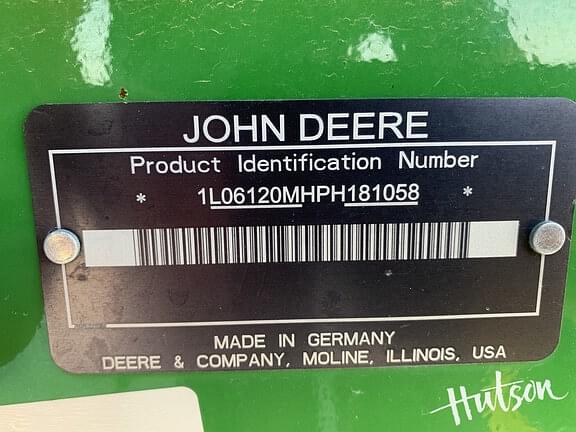 JOHN DEERE
Product Identification Number
* 1L06120MHPH181058 *
MADE IN GERMANY
DEERE & COMPANY, MOLINE, ILLINOIS, USA
Hutson